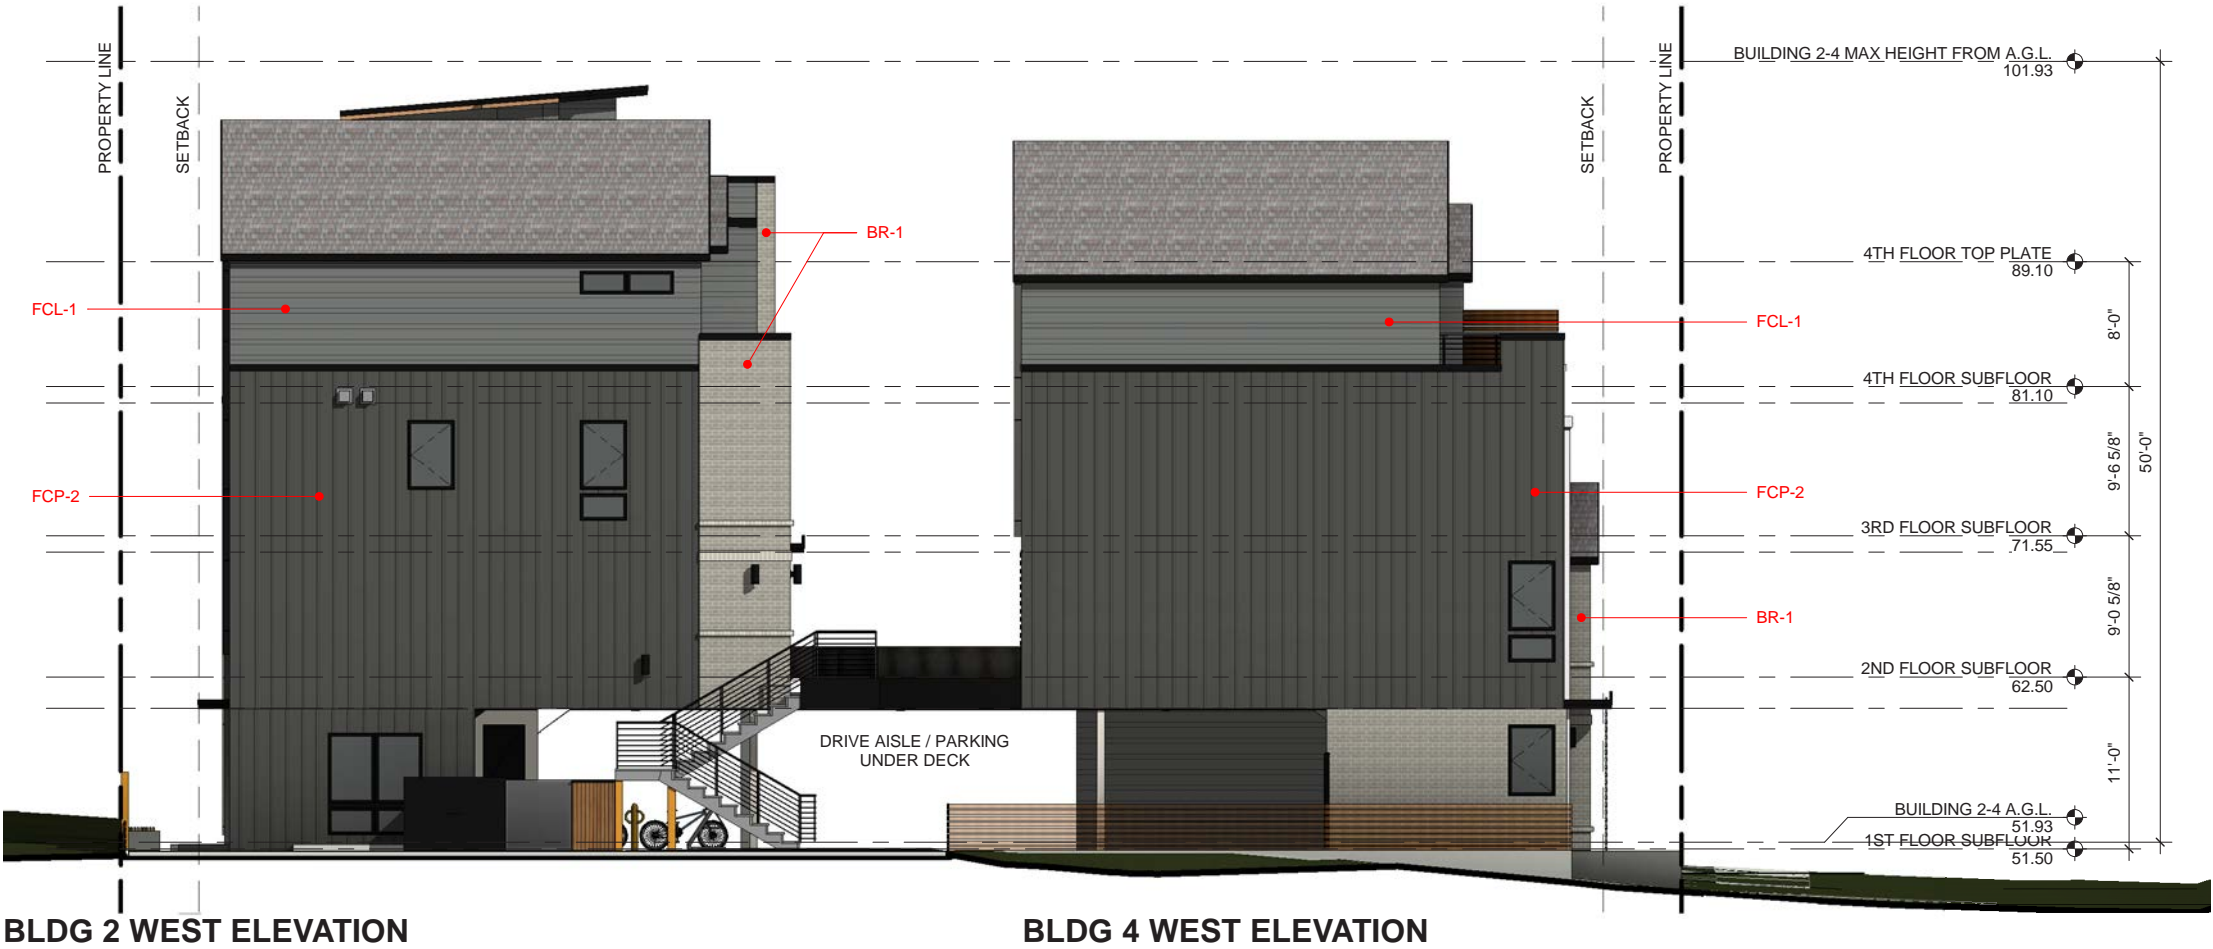 PROPERTY LINE
SETBACK
SETBACK
PROPERTY LINE
BUILDING 2-4 MAX HEIGHT FROM A.G.L.
101.93
BR-1
4TH FLOOR TOP PLATE
89.10
FCL-1
FCL-1
8'-0"
4TH FLOOR SUBFLOOR
81.10
FCP-2
FCP-2
9'-6 5/8"
50'-0"
3RD FLOOR SUBFLOOR
71.55
BR-1
9'-0 5/8"
2ND FLOOR SUBFLOOR
62.50
DRIVE AISLE / PARKING
UNDER DECK
11'-0"
BUILDING 2-4 A.G.L.
51.93
1ST FLOOR SUBFLOOR
51.50
BLDG 2 WEST ELEVATION
BLDG 4 WEST ELEVATION